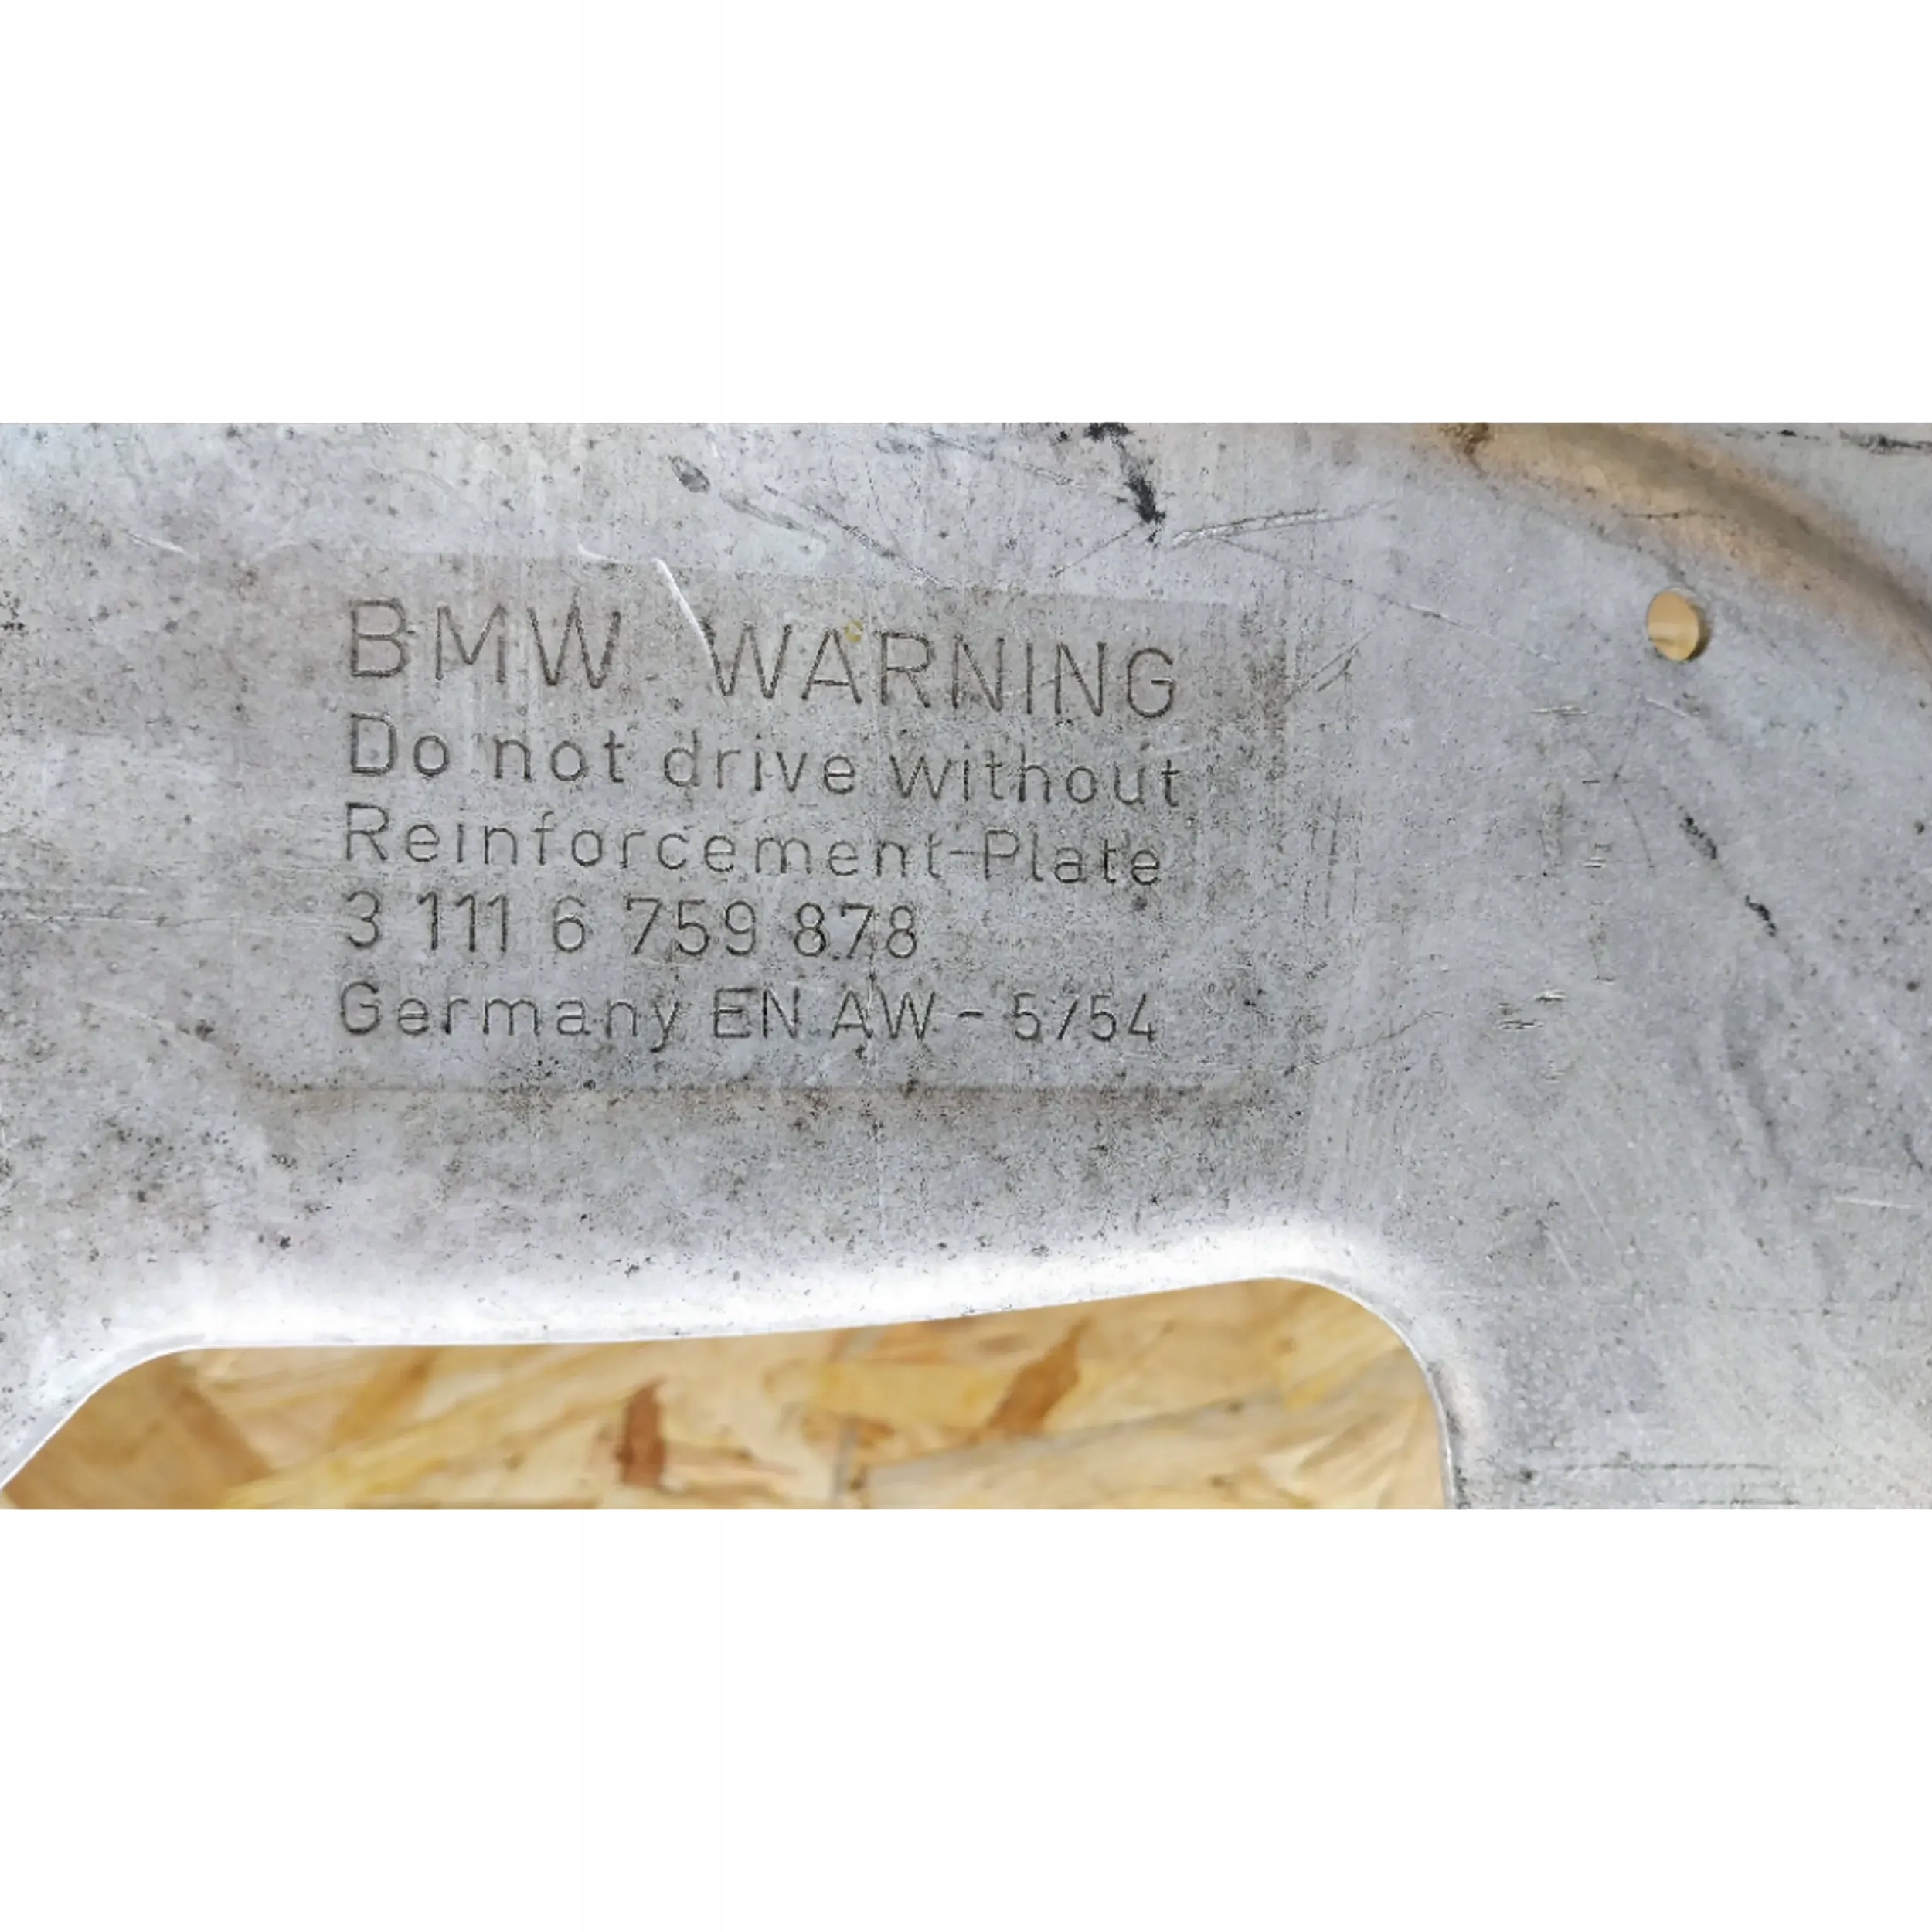 BMW WARNING
Do not drive without
Reinforcement-Plate
3 111 6 759 878
Germany EN AW - 5754